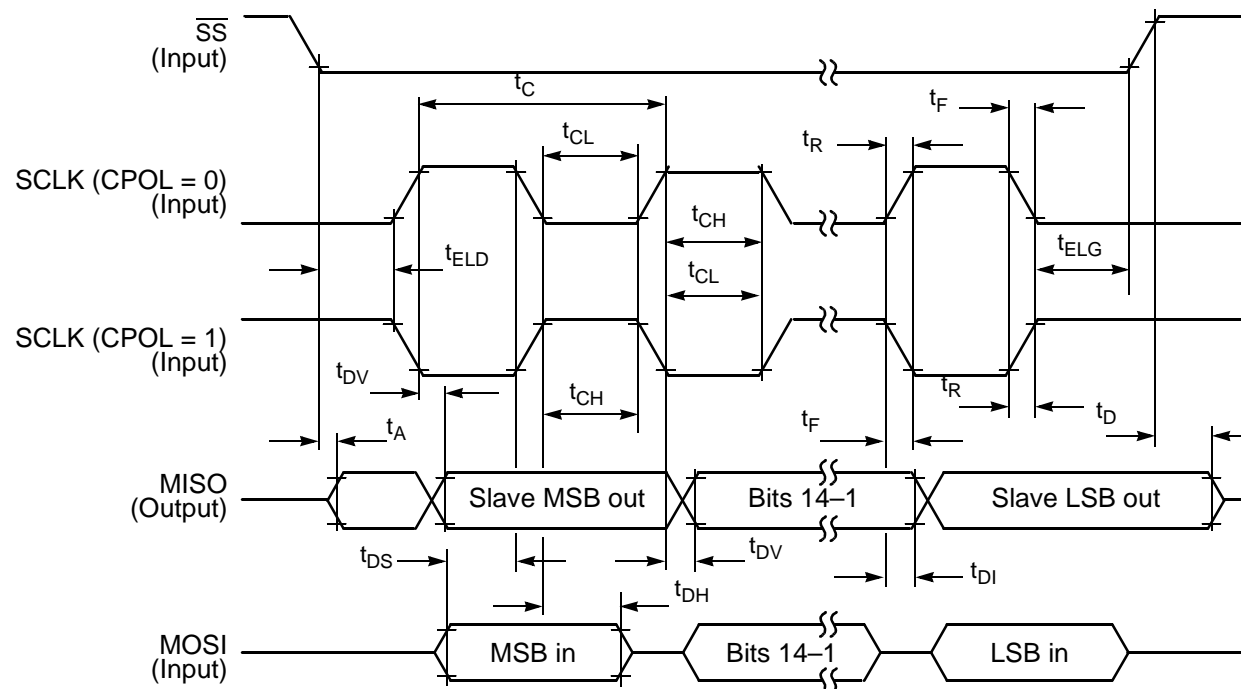 SS
(Input)
tC
tF
tCL
tR
SCLK (CPOL = 0)
(Input)
tCH
tELD
tELG
tCL
SCLK (CPOL = 1)
(Input)
tDV
tCH
tR
tD
tA
tF
MISO
(Output)
Slave MSB out
Bits 14–1
Slave LSB out
tDS
tDV
tDI
tDH
MOSI
(Input)
MSB in
Bits 14–1
LSB in